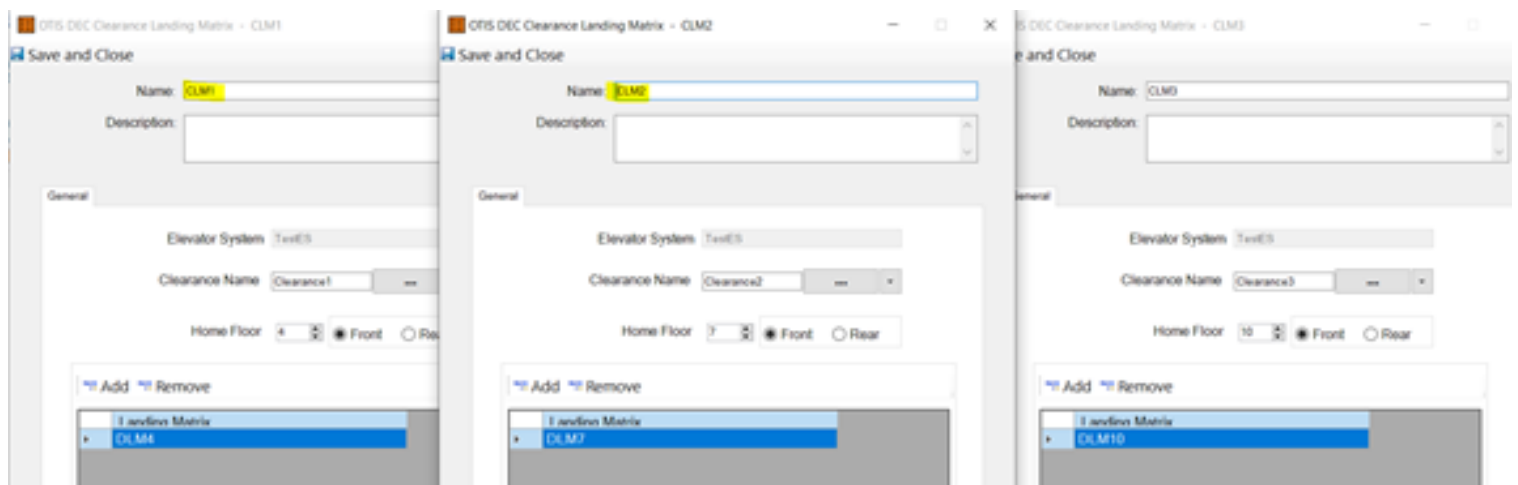 OTIS DEC Clearance Landing Matrix - CLM1
Save and Close
Name: CLM1
Description:
General
Elevator System TestES
Clearance Name Clearance1 ...
Home Floor 4 Front Rea
Add Remove
Landing Matrix
DLM4
OTIS DEC Clearance Landing Matrix - CLM2
Save and Close
Name: CLM2
Description:
General
Elevator System TestES
Clearance Name Clearance2 ...
Home Floor 7 Front Rear
Add Remove
Landing Matrix
DLM7
IS DEC Clearance Landing Matrix - CLM3
e and Close
Name: CLM3
Description:
General
Elevator System TestES
Clearance Name Clearance3 ...
Home Floor 10 Front Rear
Add Remove
Landing Matrix
DLM10